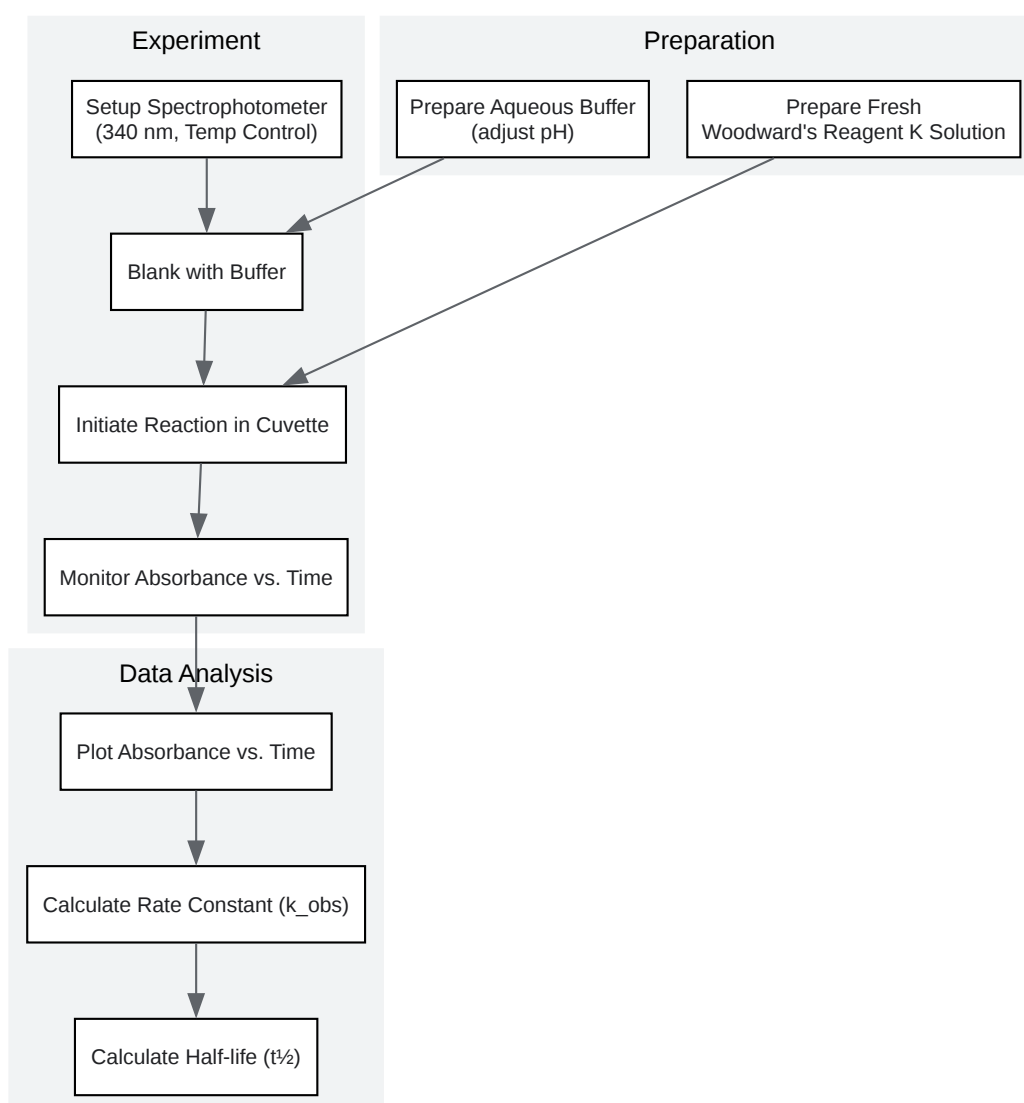 Experiment
Preparation
Setup Spectrophotometer
(340 nm, Temp Control)
Prepare Aqueous Buffer
(adjust pH)
Prepare Fresh
Woodward's Reagent K Solution
Blank with Buffer
Initiate Reaction in Cuvette
Monitor Absorbance vs. Time
Data Analysis
Plot Absorbance vs. Time
Calculate Rate Constant (k_obs)
Calculate Half-life (t½)